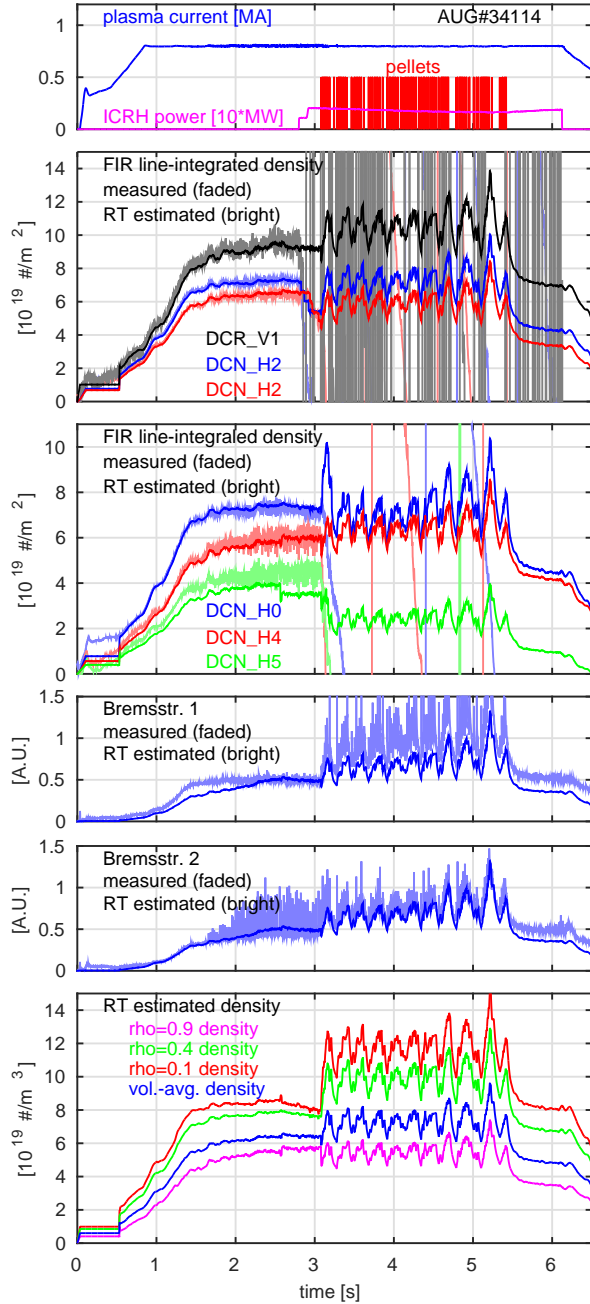 plasma current [MA]
AUG#34114
pellets
ICRH power [10*MW]
1
0.5
0
FIR line-integrated density
measured (faded)
RT estimated (bright)
DCR_V1
DCN_H2
DCN_H2
[10 19 #/m 2]
14
12
10
8
6
4
2
0
FIR line-integraled density
measured (faded)
RT estimated (bright)
DCN_H0
DCN_H4
DCN_H5
[10 19 #/m 2]
10
8
6
4
2
0
Bremsstr. 1
measured (faded)
RT estimated (bright)
[A.U.]
1.5
1
0.5
0
Bremsstr. 2
measured (faded)
RT estimated (bright)
[A.U.]
1.5
1
0.5
0
RT estimated density
rho=0.9 density
rho=0.4 density
rho=0.1 density
vol.-avg. density
[10 19 #/m 3]
14
12
10
8
6
4
2
0
0 1 2 3 4 5 6
time [s]